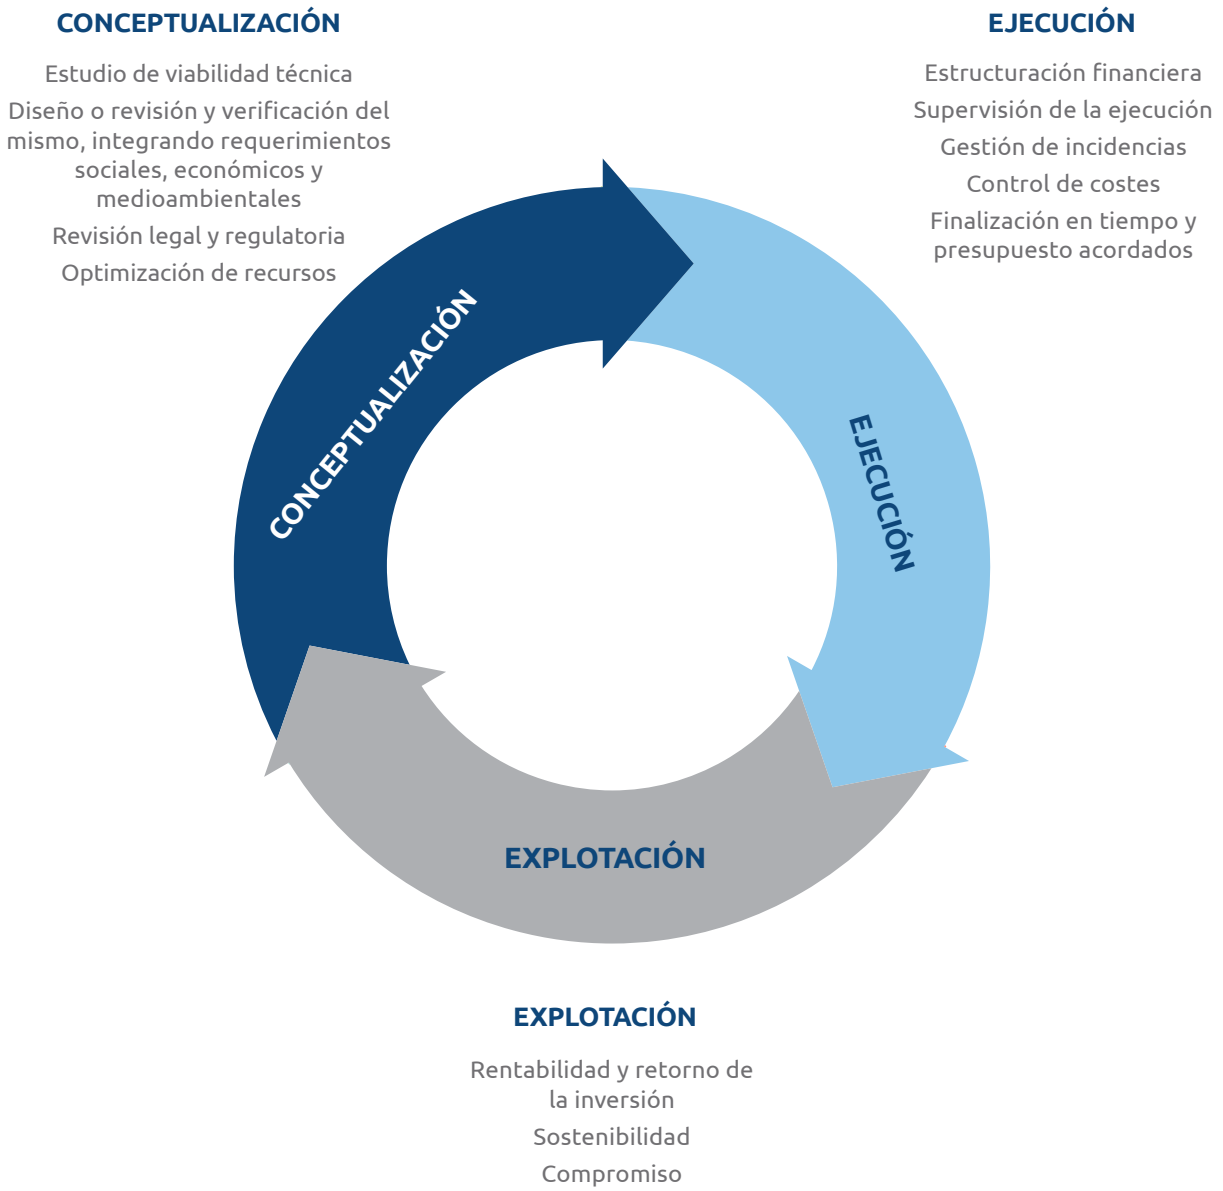 CONCEPTUALIZACIÓN
Estudio de viabilidad técnica
Diseño o revisión y verificación del
mismo, integrando requerimientos
sociales, económicos y
medioambientales
Revisión legal y regulatoria
Optimización de recursos
EJECUCIÓN
Estructuración financiera
Supervisión de la ejecución
Gestión de incidencias
Control de costes
Finalización en tiempo y
presupuesto acordados
CONCEPTUALIZACIÓN
EJECUCIÓN
EXPLOTACIÓN
EXPLOTACIÓN
Rentabilidad y retorno de
la inversión
Sostenibilidad
Compromiso